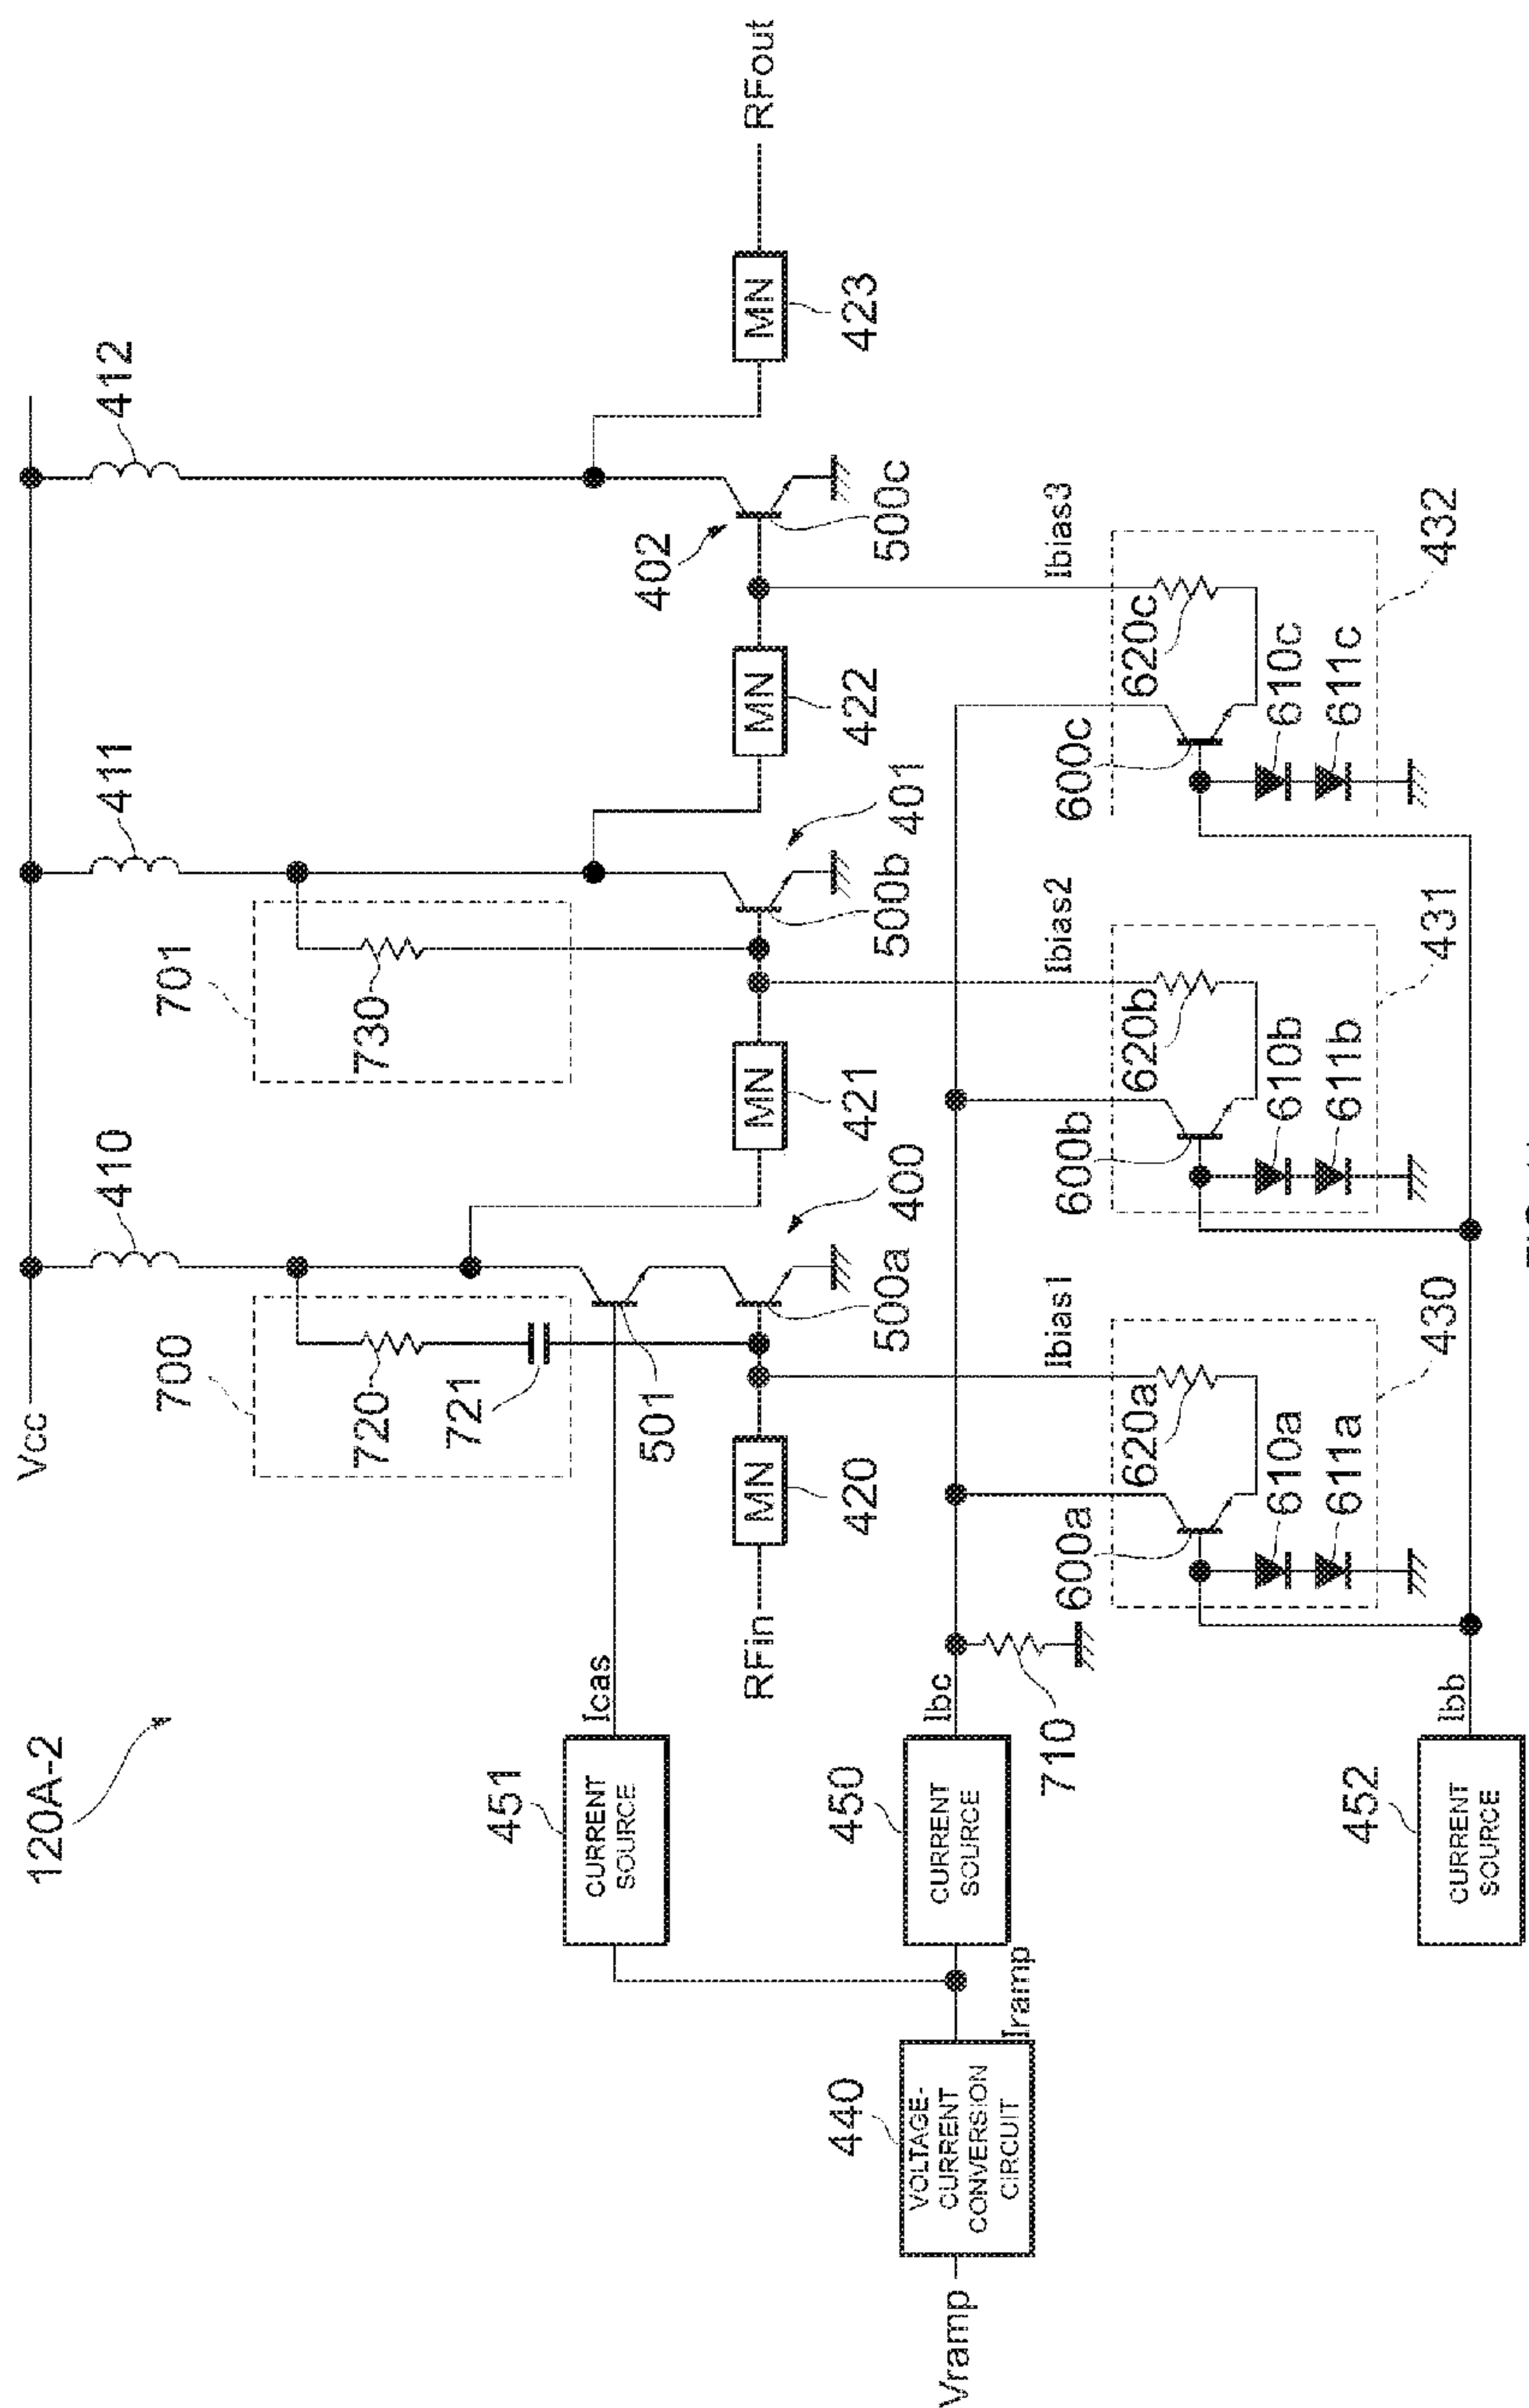 120A-2
Vcc
410
411
412
700
720
721
701
730
501
500a
400
500b
401
402
500c
RFin
MN
420
MN
421
MN
422
MN
423
RFout
Icas
451
CURRENT
SOURCE
Vramp
440
VOLTAGE-
CURRENT
CONVERSION
CIRCUIT
Iramp
450
CURRENT
SOURCE
Ibc
710
Ibias1
Ibias2
Ibias3
600a
620a
610a
611a
430
600b
620b
610b
611b
431
600c
620c
610c
611c
432
452
CURRENT
SOURCE
Ibb